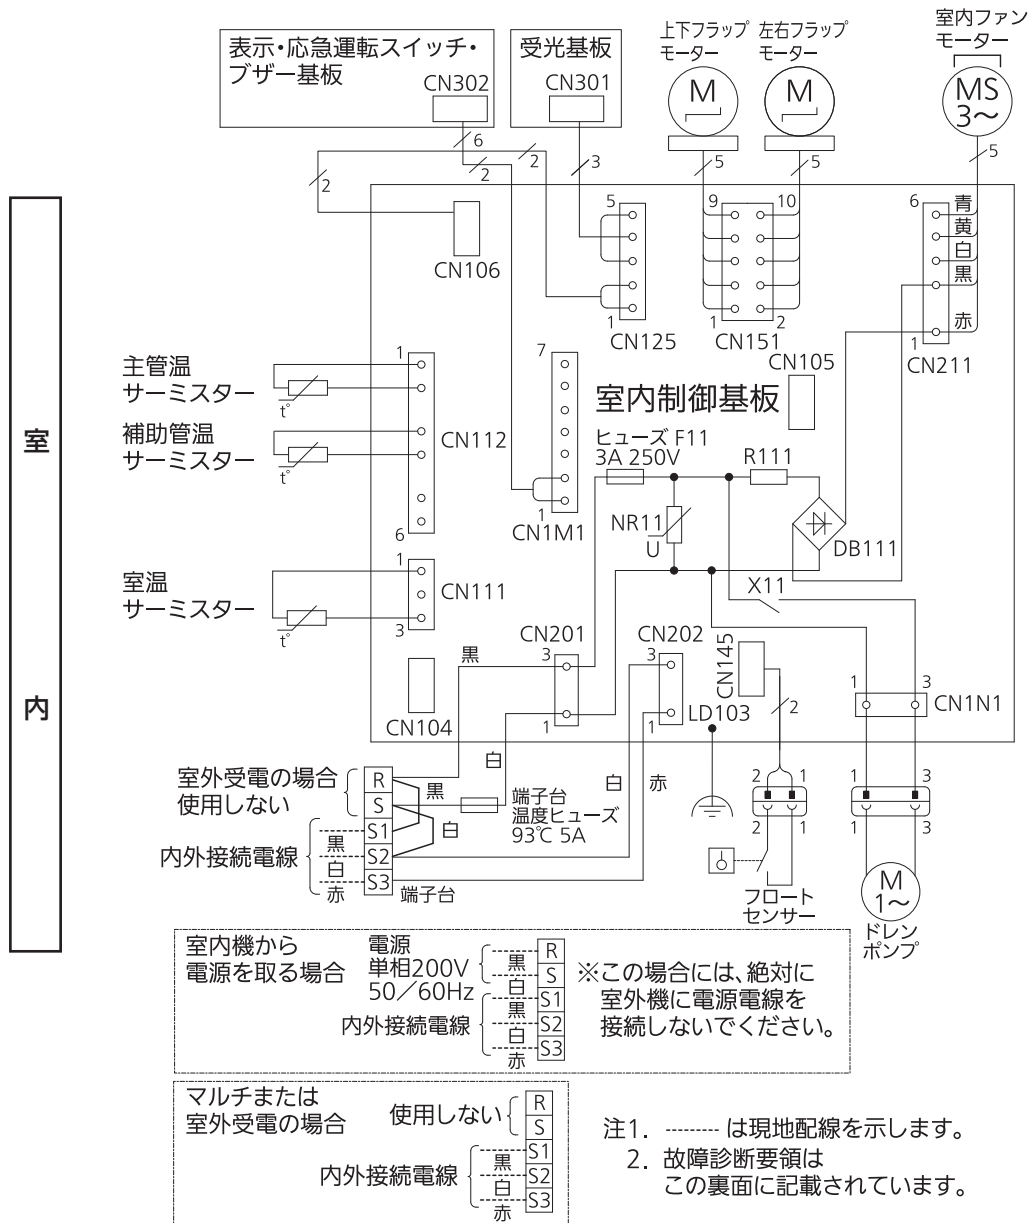 室
内
表示・応急運転スイッチ・
ブザー基板
CN302
受光基板
CN301
上下フラップ
モーター
M
左右フラップ
モーター
M
室内ファン
モーター
MS
3〜
6
2
2
2
3
5
5
5
CN106
5
1
CN125
9
10
1
2
CN151
6
青
黄
白
黒
赤
1
CN211
CN105
主管温
サーミスター
t°
補助管温
サーミスター
t°
1
6
CN112
7
1
CN1M1
室内制御基板
ヒューズ F11
3A 250V
R111
NR11
U
DB111
X11
室温
サーミスター
t°
1
3
CN111
CN104
黒
CN201
3
1
CN202
3
1
CN145
2
LD103
1
3
CN1N1
白
白
赤
室外受電の場合
使用しない
R
S
S1
S2
S3
黒
白
端子台
温度ヒューズ
93℃ 5A
内外接続電線
黒
白
赤
端子台
2
1
2
1
フロート
センサー
1
3
1
3
M
1〜
ドレン
ポンプ
室内機から
電源を取る場合
電源
単相200V
50／60Hz
黒
白
R
S
S1
S2
S3
内外接続電線
黒
白
赤
※この場合には、絶対に
室外機に電源電線を
接続しないでください。
マルチまたは
室外受電の場合
使用しない
R
S
S1
S2
S3
内外接続電線
黒
白
赤
注1. -------- は現地配線を示します。
2. 故障診断要領は
この裏面に記載されています。